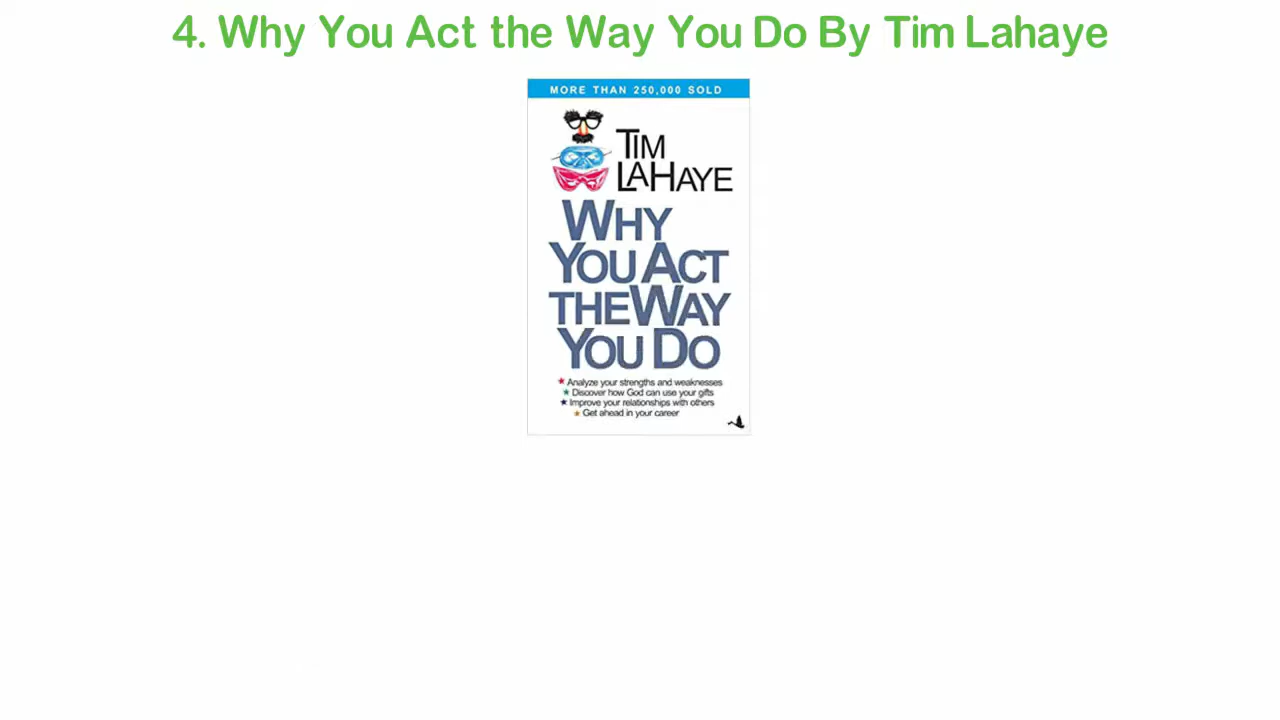 4. Why You Act the Way You Do By Tim Lahaye
MORE THAN 250,000 SOLD
TIM
LAHAYE
WHY
YOU ACT
THE WAY
YOU DO
★ Analyze your strengths and weaknesses
★ Discover how God can use your gifts
★ Improve your relationships with others
★ Get ahead in your career